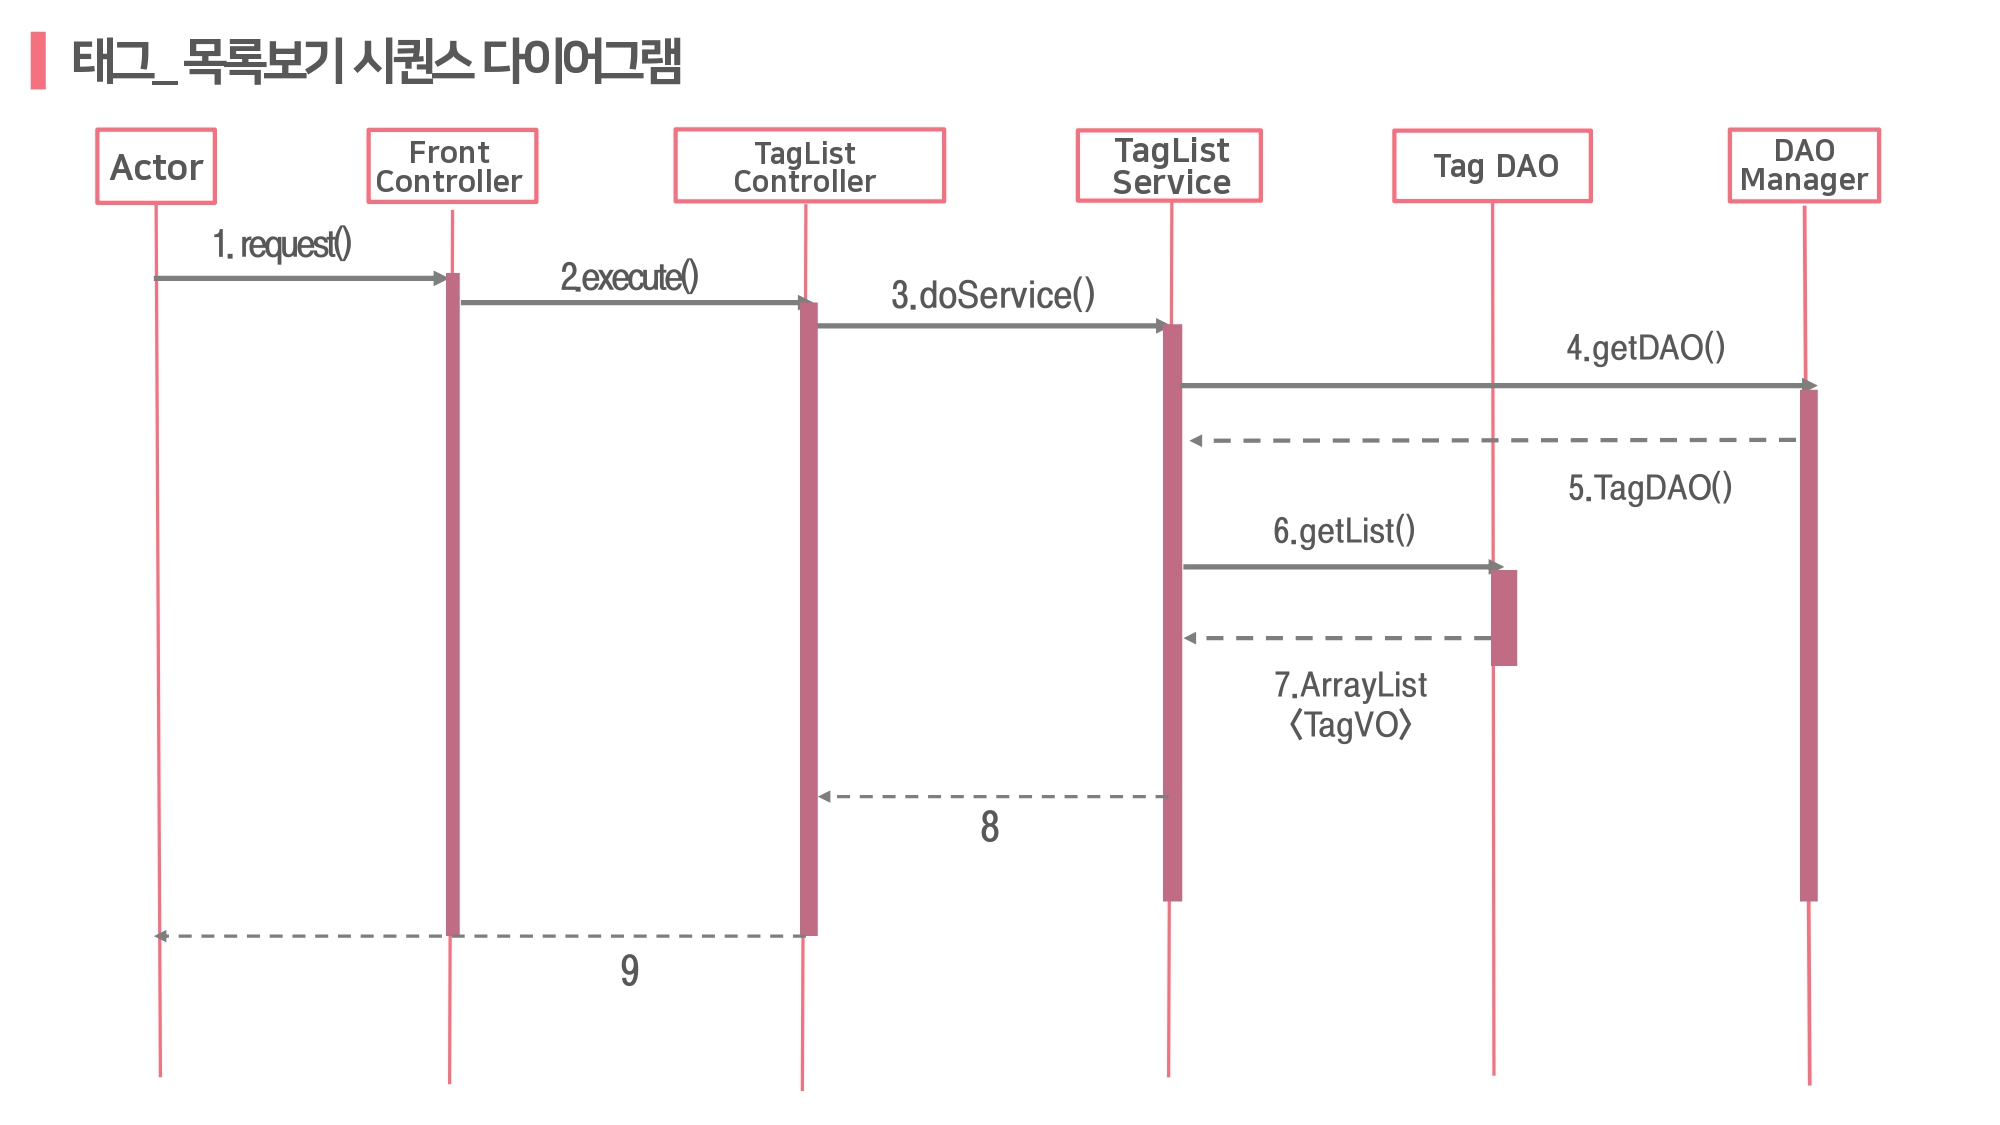 태그_ 목록보기 시퀀스 다이어그램
Actor
Front
Controller
TagList
Controller
TagList
Service
Tag DAO
DAO
Manager
1. request()
2.execute()
3.doService()
4.getDAO()
5.TagDAO()
6.getList()
7.ArrayList
〈TagVO〉
8
9